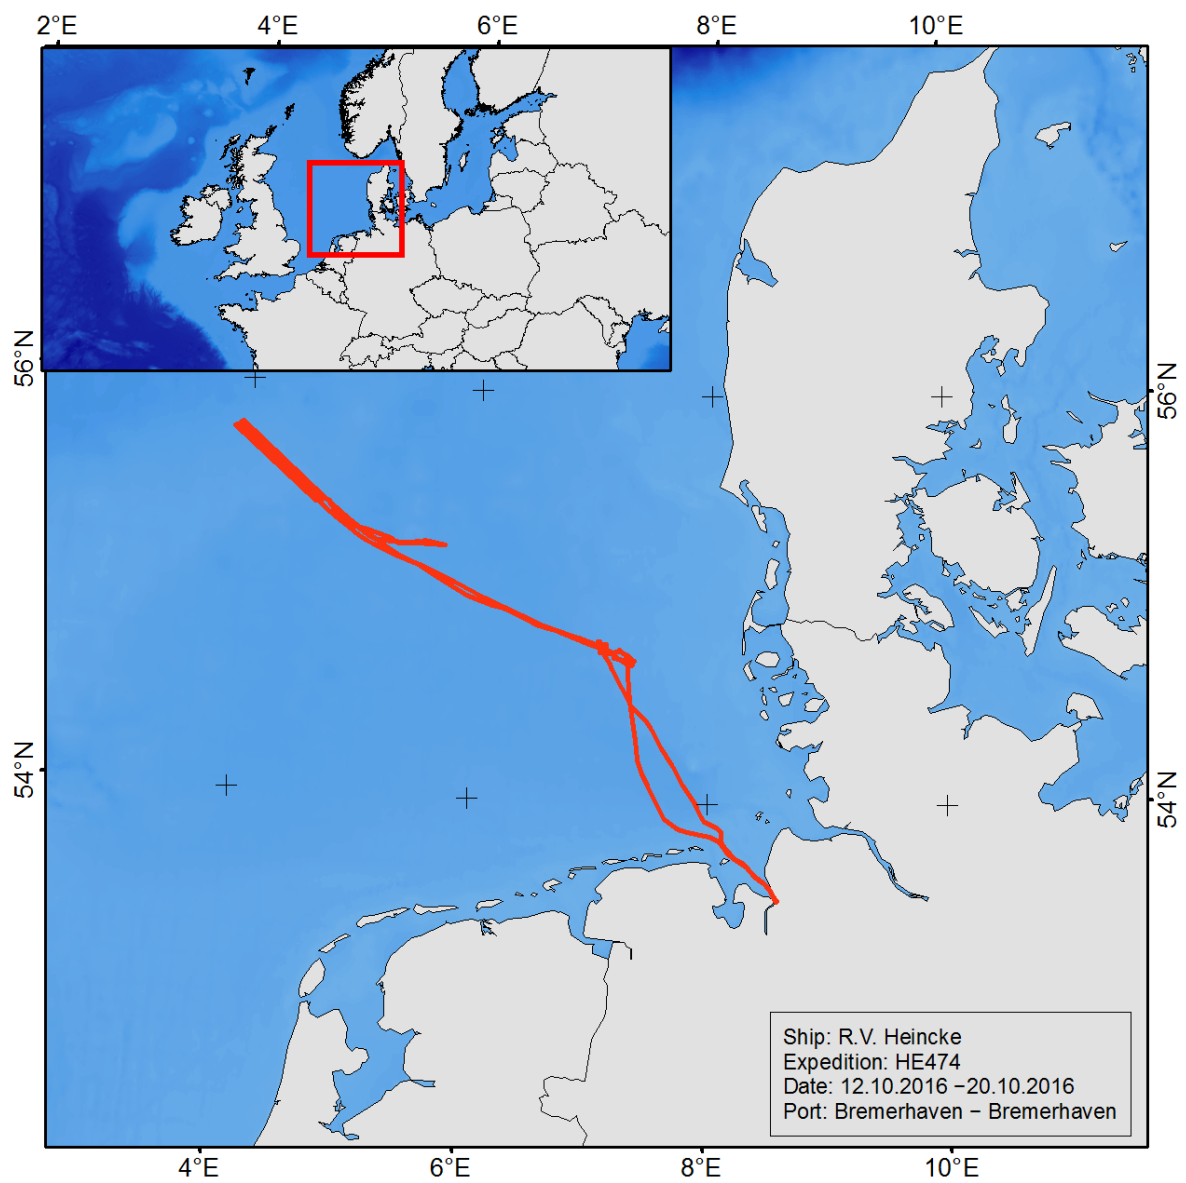 2°E 4°E 6°E 8°E 10°E
56°N 56°N
54°N 54°N
Ship: R.V. Heincke
Expedition: HE474
Date: 12.10.2016 −20.10.2016
Port: Bremerhaven − Bremerhaven
4°E 6°E 8°E 10°E